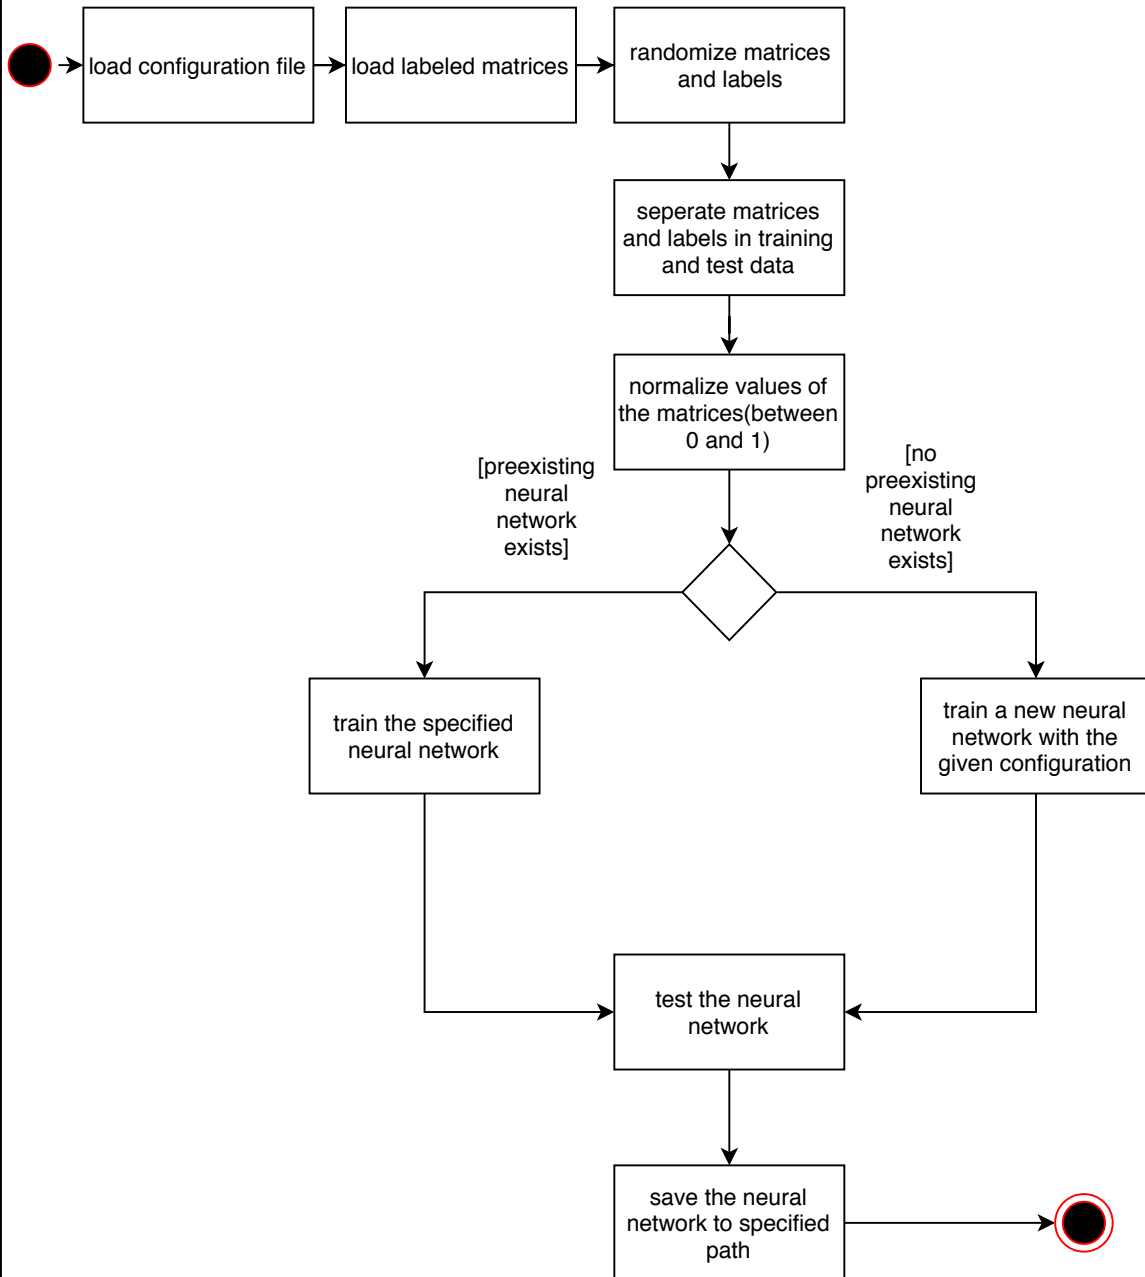 load configuration file
load labeled matrices
randomize matrices
and labels
seperate matrices
and labels in training
and test data
normalize values of
the matrices(between
0 and 1)
[preexisting
neural
network
exists]
[no
preexisting
neural
network
exists]
train the specified
neural network
train a new neural
network with the
given configuration
test the neural
network
save the neural
network to specified
path